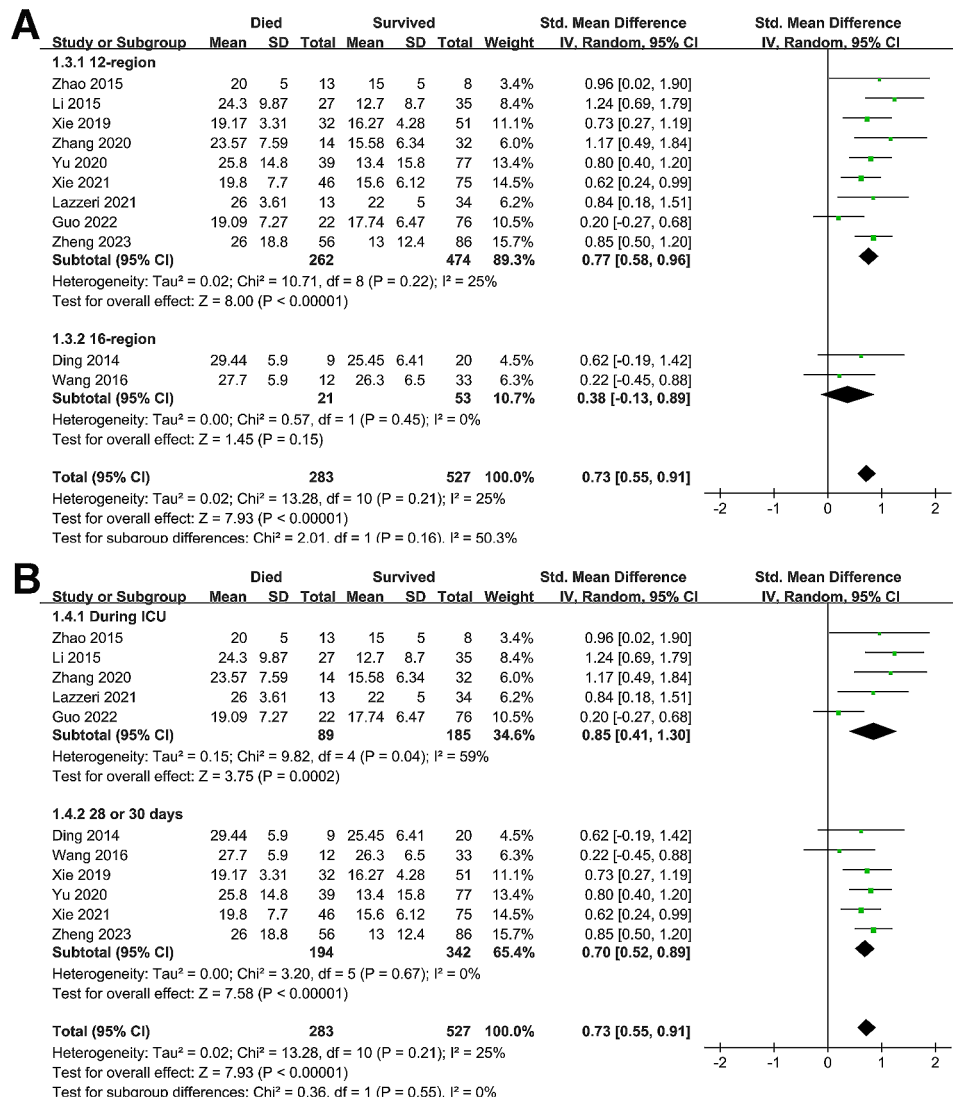 A
Died Survived Std. Mean Difference Std. Mean Difference
Study or Subgroup Mean SD Total Mean SD Total Weight IV, Random, 95% CI IV, Random, 95% CI
1.3.1 12-region
Zhao 2015 20 5 13 15 5 8 3.4% 0.96 [0.02, 1.90]
Li 2015 24.3 9.87 27 12.7 8.7 35 8.4% 1.24 [0.69, 1.79]
Xie 2019 19.17 3.31 32 16.27 4.28 51 11.1% 0.73 [0.27, 1.19]
Zhang 2020 23.57 7.59 14 15.58 6.34 32 6.0% 1.17 [0.49, 1.84]
Yu 2020 25.8 14.8 39 13.4 15.8 77 13.4% 0.80 [0.40, 1.20]
Xie 2021 19.8 7.7 46 15.6 6.12 75 14.5% 0.62 [0.24, 0.99]
Lazzeri 2021 26 3.61 13 22 5 34 6.2% 0.84 [0.18, 1.51]
Guo 2022 19.09 7.27 22 17.74 6.47 76 10.5% 0.20 [-0.27, 0.68]
Zheng 2023 26 18.8 56 13 12.4 86 15.7% 0.85 [0.50, 1.20]
Subtotal (95% CI) 262 474 89.3% 0.77 [0.58, 0.96]
Heterogeneity: Tau² = 0.02; Chi² = 10.71, df = 8 (P = 0.22); I² = 25%
Test for overall effect: Z = 8.00 (P < 0.00001)
1.3.2 16-region
Ding 2014 29.44 5.9 9 25.45 6.41 20 4.5% 0.62 [-0.19, 1.42]
Wang 2016 27.7 5.9 12 26.3 6.5 33 6.3% 0.22 [-0.45, 0.88]
Subtotal (95% CI) 21 53 10.7% 0.38 [-0.13, 0.89]
Heterogeneity: Tau² = 0.00; Chi² = 0.57, df = 1 (P = 0.45); I² = 0%
Test for overall effect: Z = 1.45 (P = 0.15)
Total (95% CI) 283 527 100.0% 0.73 [0.55, 0.91]
Heterogeneity: Tau² = 0.02; Chi² = 13.28, df = 10 (P = 0.21); I² = 25%
Test for overall effect: Z = 7.93 (P < 0.00001)
Test for subgroup differences: Chi² = 2.01, df = 1 (P = 0.16), I² = 50.3%
-2 -1 0 1 2
B
Died Survived Std. Mean Difference Std. Mean Difference
Study or Subgroup Mean SD Total Mean SD Total Weight IV, Random, 95% CI IV, Random, 95% CI
1.4.1 During ICU
Zhao 2015 20 5 13 15 5 8 3.4% 0.96 [0.02, 1.90]
Li 2015 24.3 9.87 27 12.7 8.7 35 8.4% 1.24 [0.69, 1.79]
Zhang 2020 23.57 7.59 14 15.58 6.34 32 6.0% 1.17 [0.49, 1.84]
Lazzeri 2021 26 3.61 13 22 5 34 6.2% 0.84 [0.18, 1.51]
Guo 2022 19.09 7.27 22 17.74 6.47 76 10.5% 0.20 [-0.27, 0.68]
Subtotal (95% CI) 89 185 34.6% 0.85 [0.41, 1.30]
Heterogeneity: Tau² = 0.15; Chi² = 9.82, df = 4 (P = 0.04); I² = 59%
Test for overall effect: Z = 3.75 (P = 0.0002)
1.4.2 28 or 30 days
Ding 2014 29.44 5.9 9 25.45 6.41 20 4.5% 0.62 [-0.19, 1.42]
Wang 2016 27.7 5.9 12 26.3 6.5 33 6.3% 0.22 [-0.45, 0.88]
Xie 2019 19.17 3.31 32 16.27 4.28 51 11.1% 0.73 [0.27, 1.19]
Yu 2020 25.8 14.8 39 13.4 15.8 77 13.4% 0.80 [0.40, 1.20]
Xie 2021 19.8 7.7 46 15.6 6.12 75 14.5% 0.62 [0.24, 0.99]
Zheng 2023 26 18.8 56 13 12.4 86 15.7% 0.85 [0.50, 1.20]
Subtotal (95% CI) 194 342 65.4% 0.70 [0.52, 0.89]
Heterogeneity: Tau² = 0.00; Chi² = 3.20, df = 5 (P = 0.67); I² = 0%
Test for overall effect: Z = 7.58 (P < 0.00001)
Total (95% CI) 283 527 100.0% 0.73 [0.55, 0.91]
Heterogeneity: Tau² = 0.02; Chi² = 13.28, df = 10 (P = 0.21); I² = 25%
Test for overall effect: Z = 7.93 (P < 0.00001)
Test for subgroup differences: Chi² = 0.36, df = 1 (P = 0.55), I² = 0%
-2 -1 0 1 2